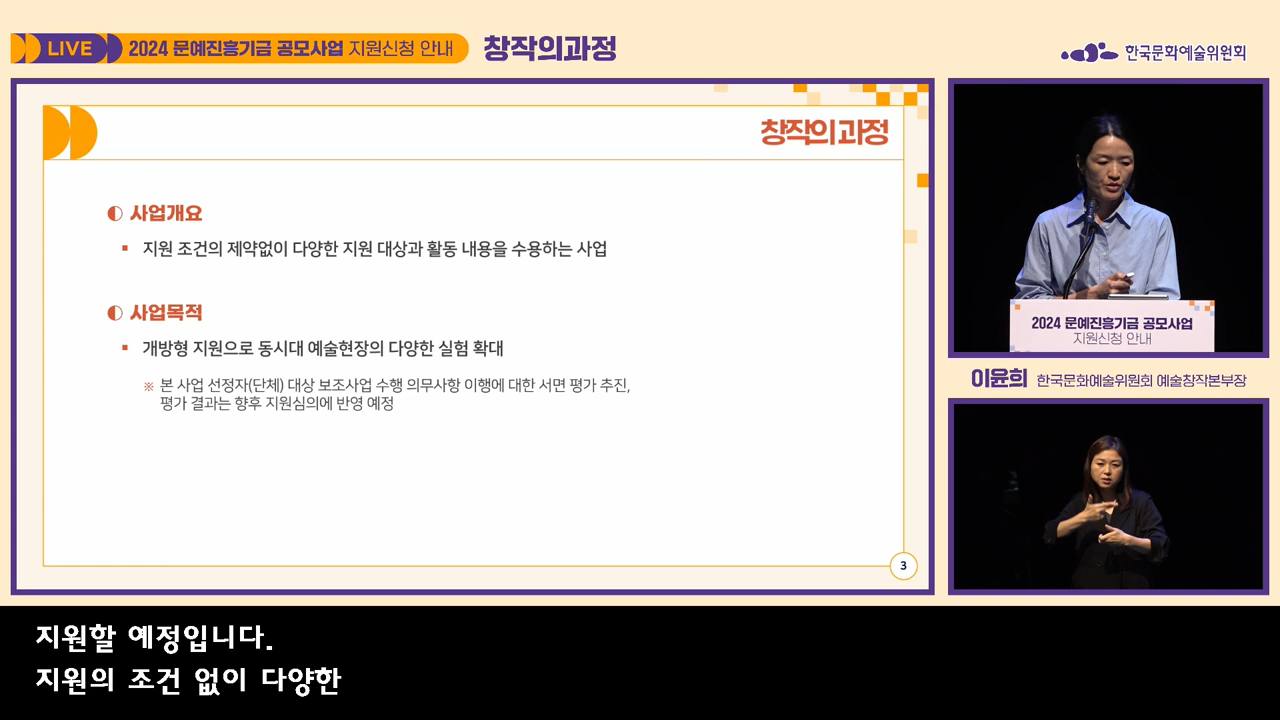 LIVE 2024 문예진흥기금 공모사업 지원신청 안내 창작의과정
한국문화예술위원회
창작의과정
사업개요
▪ 지원 조건의 제약없이 다양한 지원 대상과 활동 내용을 수용하는 사업
사업목적
▪ 개방형 지원으로 동시대 예술현장의 다양한 실험 확대
※ 본 사업 선정자(단체) 대상 보조사업 수행 의무사항 이행에 대한 서면 평가 추진,
평가 결과는 향후 지원심의에 반영 예정
3
2024 문예진흥기금 공모사업
지원신청 안내
이윤희 한국문화예술위원회 예술창작본부장
지원할 예정입니다.
지원의 조건 없이 다양한